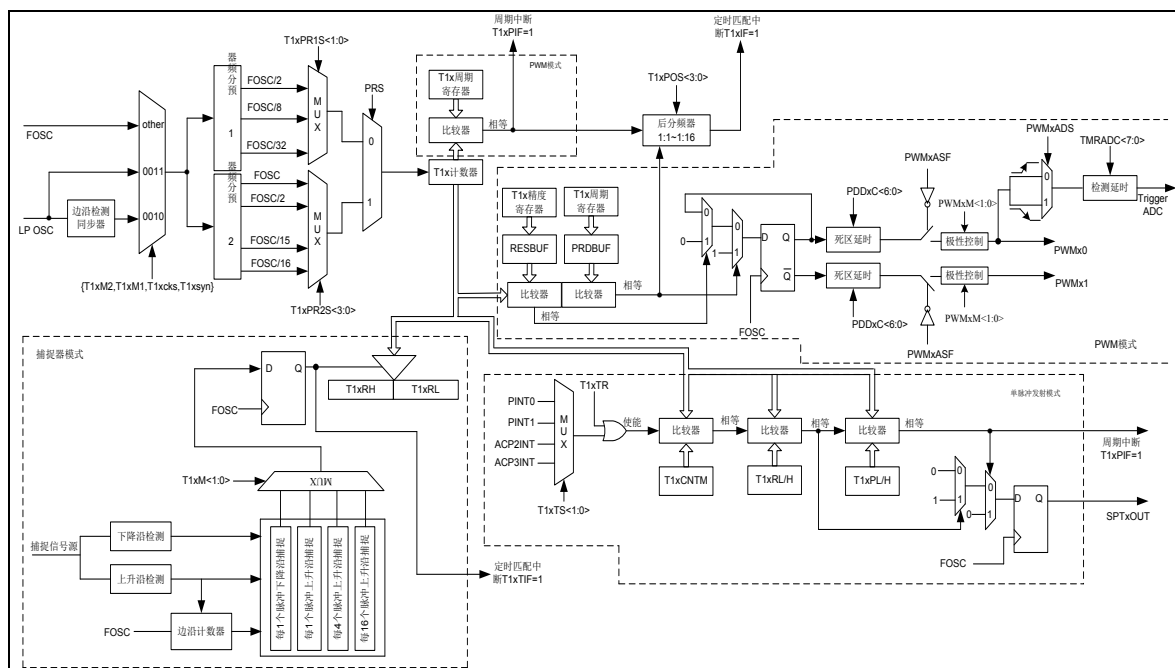 T1xPR1S<1:0>
器
频
分
预
1
FOSC/2
FOSC/8
FOSC/32
M
U
X
PRS
0
1
FOSC
other
0011
0010
LP OSC
边沿检测
同步器
{T1xM2,T1xM1,T1xcks,T1xsyn}
器
频
分
预
2
FOSC
FOSC/2
FOSC/15
FOSC/16
M
U
X
T1xPR2S<3:0>
周期中断
T1xPIF=1
PWM模式
T1x周期
寄存器
比较器
相等
T1x计数器
定时匹配中
断T1xIF=1
T1xPOS<3:0>
后分频器
1:1~1:16
T1x精度
寄存器
T1x周期
寄存器
RESBUF
PRDBUF
比较器
比较器
相等
相等
0
0
1
0
1
1
D
Q
Q
FOSC
PDDxC<6:0>
死区延时
死区延时
PDDxC<6:0>
PWMxASF
PWMxASF
PWMxM<1:0>
极性控制
极性控制
PWMxM<1:0>
PWMxADS
0
1
TMRADC<7:0>
检测延时
Trigger
ADC
PWMx0
PWMx1
PWM模式
捕捉器模式
D
Q
FOSC
T1xRH
T1xRL
T1xM<1:0>
MUX
捕捉信号源
下降沿检测
上升沿检测
FOSC
边沿计数器
每1个脉冲下降沿捕捉
每1个脉冲上升沿捕捉
每4个脉冲上升沿捕捉
每16个脉冲上升沿捕捉
定时匹配中
断T1xTIF=1
单脉冲发射模式
PINT0
PINT1
ACP2INT
ACP3INT
M
U
X
T1xTS<1:0>
T1xTR
使能
比较器
相等
比较器
相等
比较器
相等
T1xCNTM
T1xRL/H
T1xPL/H
周期中断
T1xPIF=1
0
0
1
1
0
0
1
D
Q
FOSC
SPTxOUT